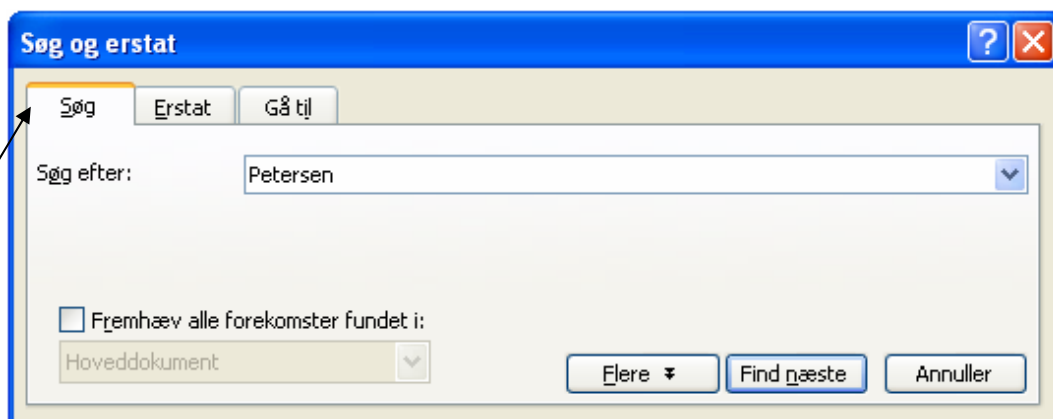 Søg og erstat
Søg Erstat Gå til
Søg efter: Petersen
Fremhæv alle forekomster fundet i:
Hoveddokument
Flere Find næste Annuller